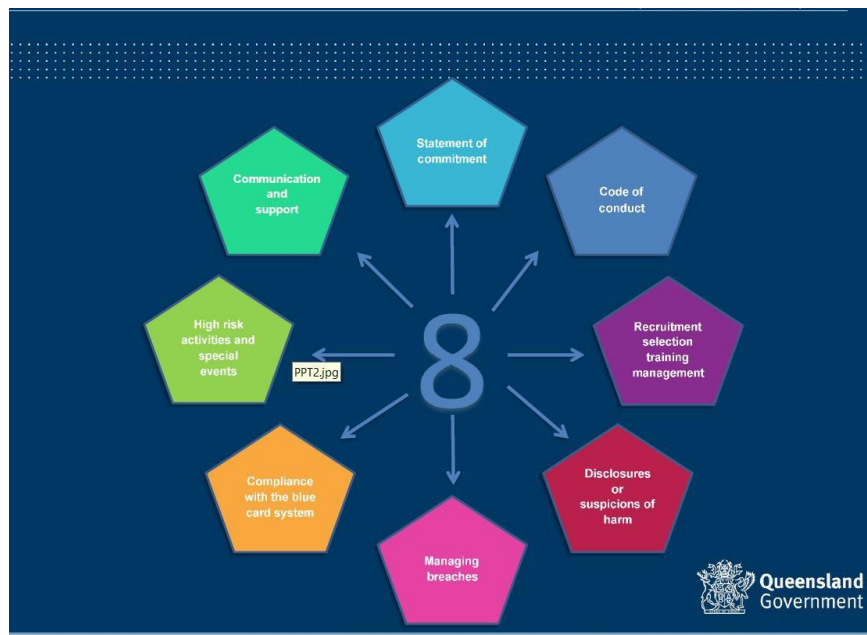 Statement of
commitment
Code of
conduct
Recruitment
selection
training
management
Disclosures
or
suspicions of
harm
Managing
breaches
Compliance
with the blue
card system
High risk
activities and
special
events
Communication
and
support
8
PPT2.jpg
Queensland
Government